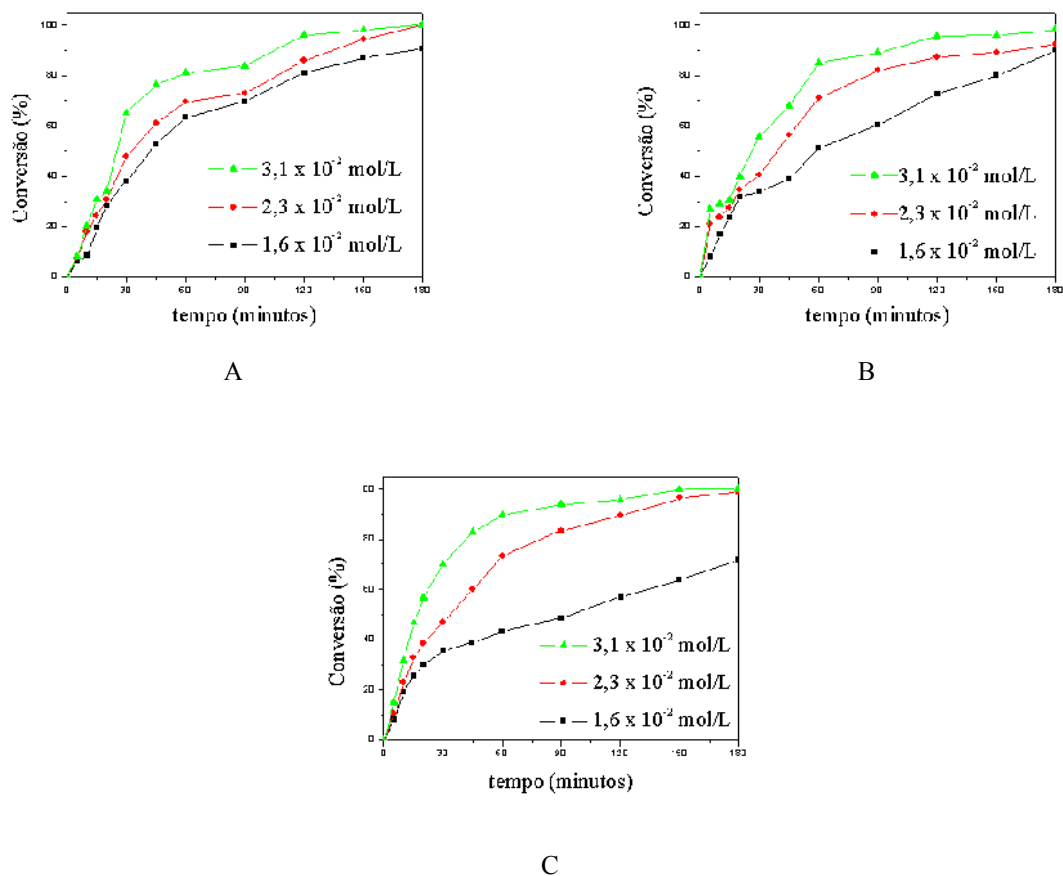 100
80
60
40
20
0
Conversão (%)
3,1 x 10⁻² mol/L
2,3 x 10⁻² mol/L
1,6 x 10⁻² mol/L
0 30 60 90 120 160 180
tempo (minutos)
A
100
80
60
40
20
0
Conversão (%)
3,1 x 10⁻² mol/L
2,3 x 10⁻² mol/L
1,6 x 10⁻² mol/L
0 30 60 90 120 160 180
tempo (minutos)
B
80
60
40
20
0
Conversão (%)
3,1 x 10⁻² mol/L
2,3 x 10⁻² mol/L
1,6 x 10⁻² mol/L
0 30 60 90 120 180
tempo (minutos)
C